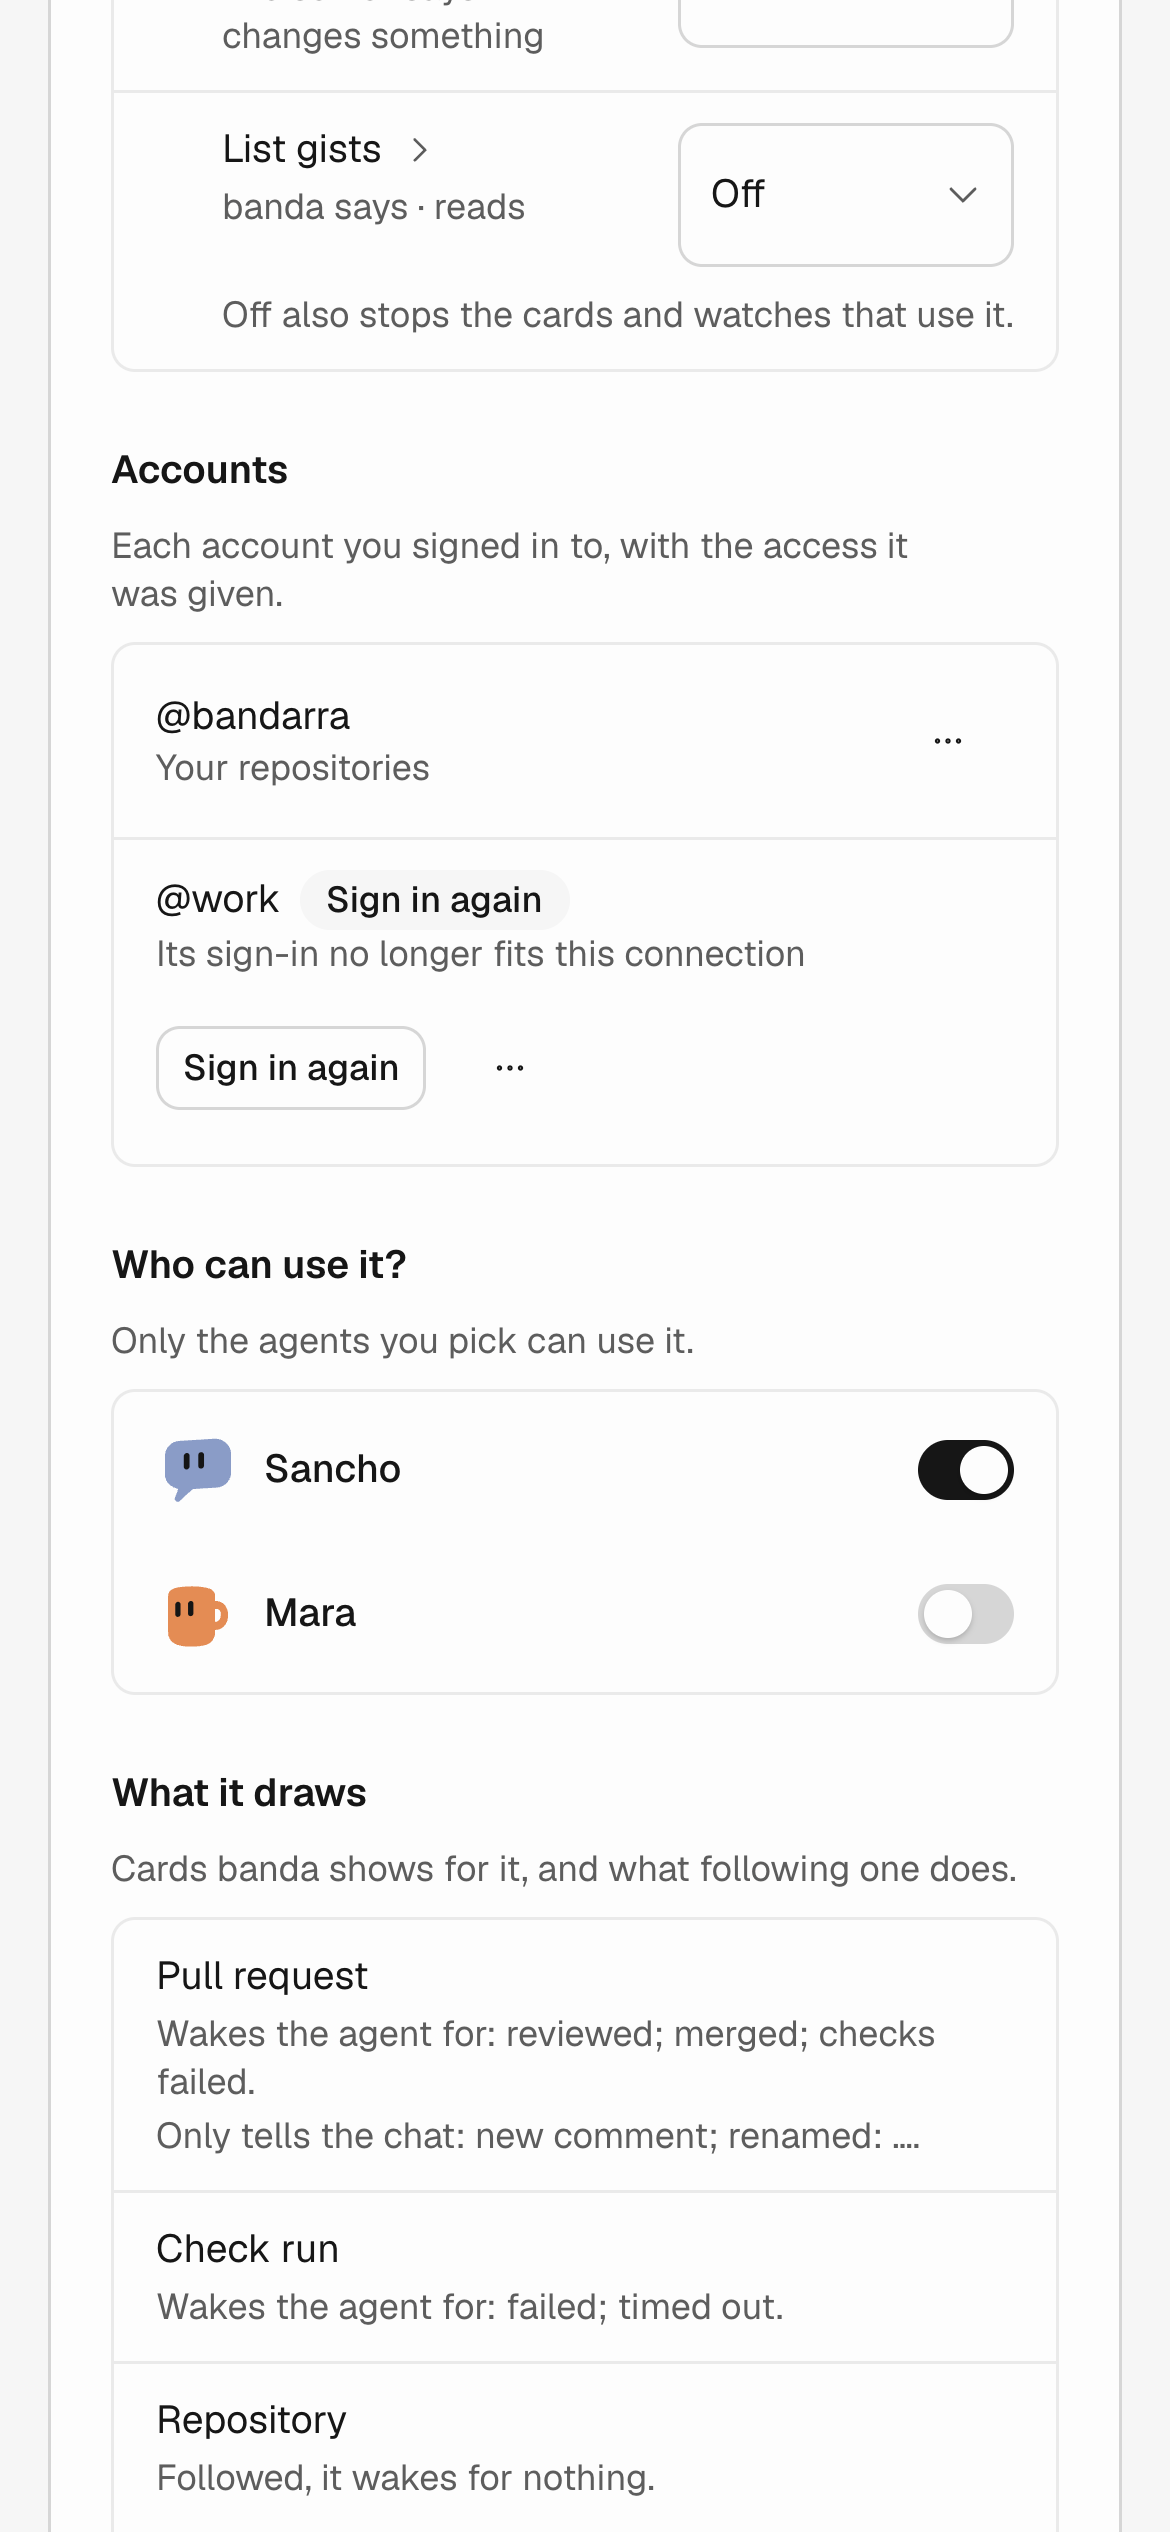 changes something
List gists
banda says · reads
Off
Off also stops the cards and watches that use it.
Accounts
Each account you signed in to, with the access it
was given.
@bandarra
Your repositories
@work
Sign in again
Its sign-in no longer fits this connection
Sign in again
Who can use it?
Only the agents you pick can use it.
Sancho
Mara
What it draws
Cards banda shows for it, and what following one does.
Pull request
Wakes the agent for: reviewed; merged; checks
failed.
Only tells the chat: new comment; renamed: ....
Check run
Wakes the agent for: failed; timed out.
Repository
Followed, it wakes for nothing.